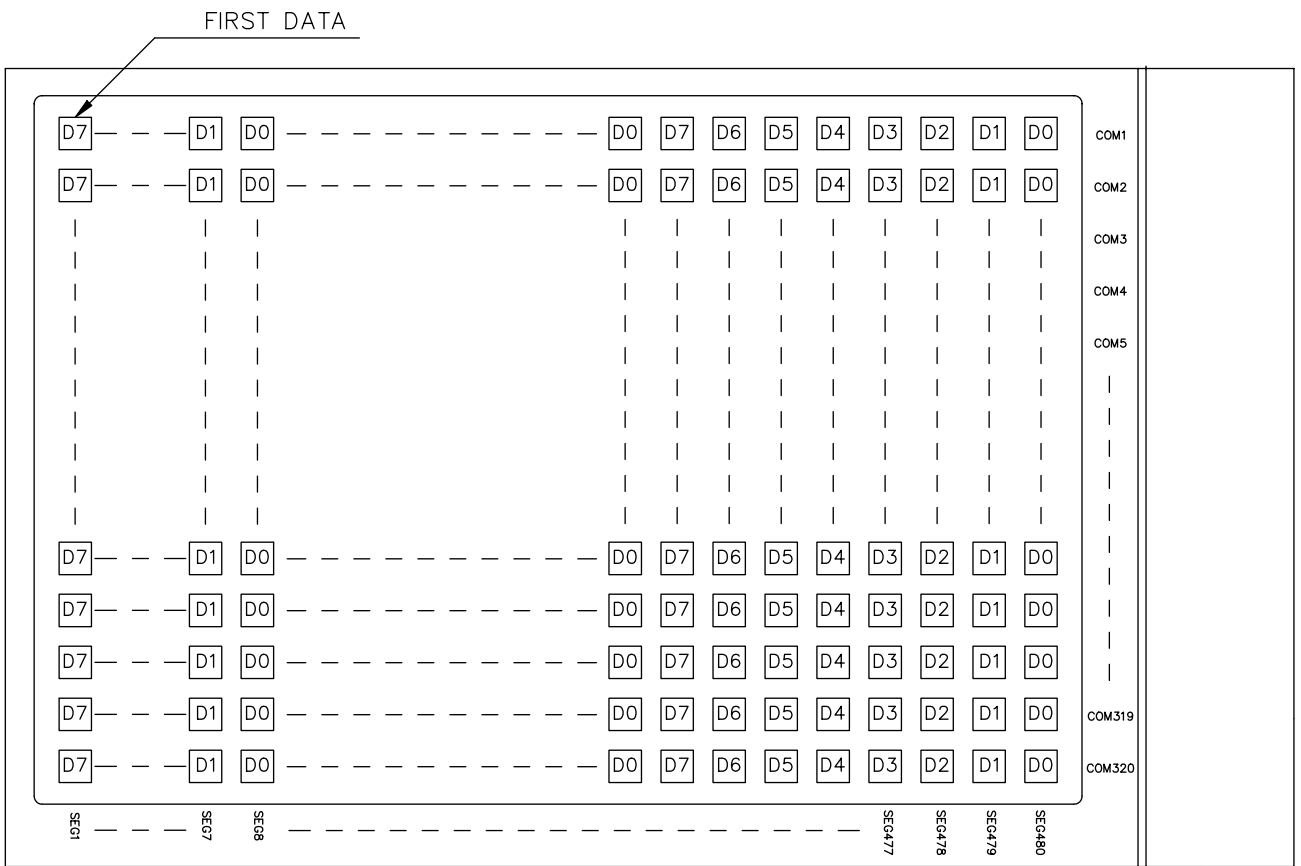 FIRST DATA
D7 D1 D0 D0 D7 D6 D5 D4 D3 D2 D1 D0 COM1
D7 D1 D0 D0 D7 D6 D5 D4 D3 D2 D1 D0 COM2
COM3
COM4
COM5
D7 D1 D0 D0 D7 D6 D5 D4 D3 D2 D1 D0
D7 D1 D0 D0 D7 D6 D5 D4 D3 D2 D1 D0
D7 D1 D0 D0 D7 D6 D5 D4 D3 D2 D1 D0
D7 D1 D0 D0 D7 D6 D5 D4 D3 D2 D1 D0 COM319
D7 D1 D0 D0 D7 D6 D5 D4 D3 D2 D1 D0 COM320
SEG1 SEG7 SEG8 SEG477 SEG478 SEG479 SEG480